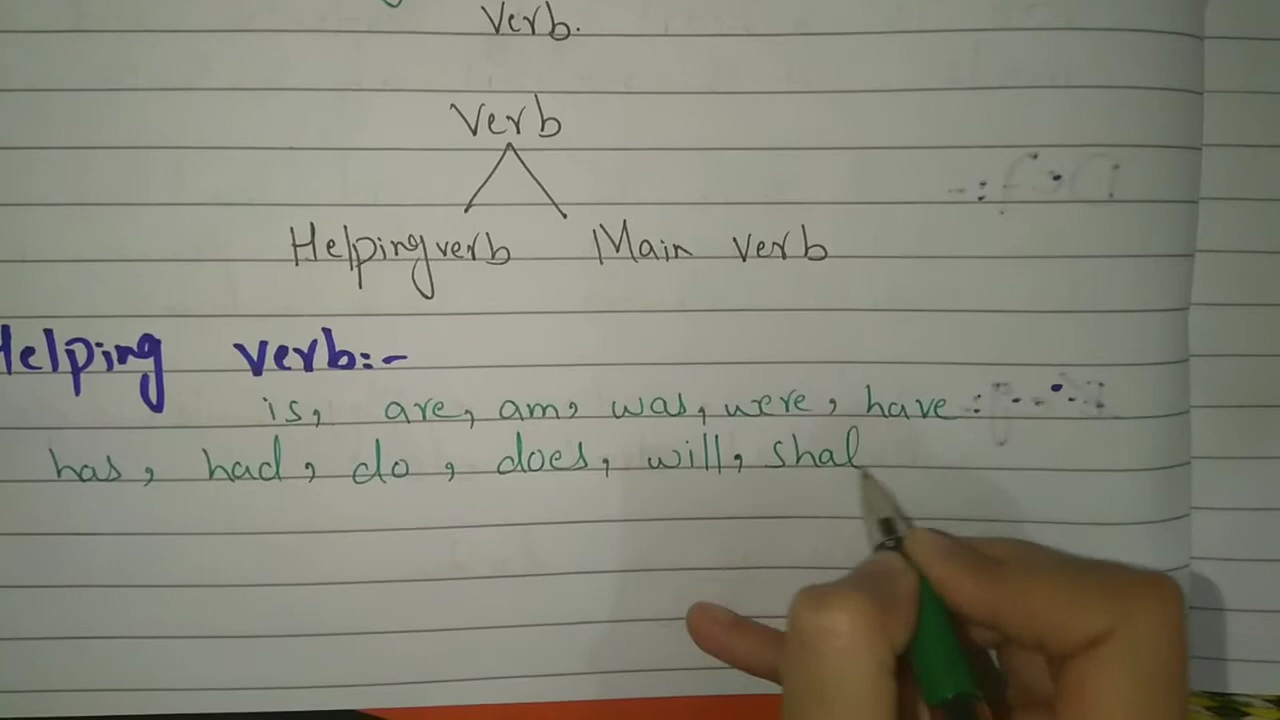 Verb.
Verb
Helping verb Main verb
Helping verb:-
is, are, am, was, were, have
has, had, do, does, will, shal